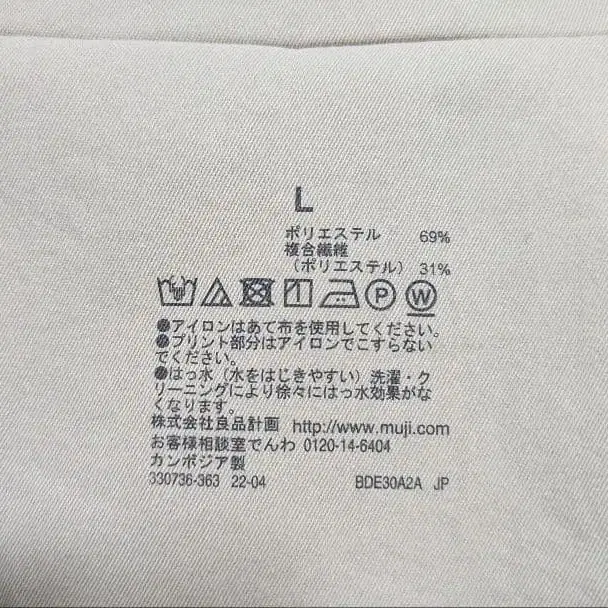 L
ポリエステル 69%
複合繊維
（ポリエステル） 31%
P W
●アイロンはあて布を使用してください。
●プリント部分はアイロンでこすらない
でください。
●はっ水（水をはじきやすい）洗濯・ク
リーニングにより徐々にはっ水効果がな
くなります。
株式会社良品計画 http://www.muji.com
お客様相談室でんわ 0120-14-6404
カンボジア製
330736-363 22-04 BDE30A2A JP